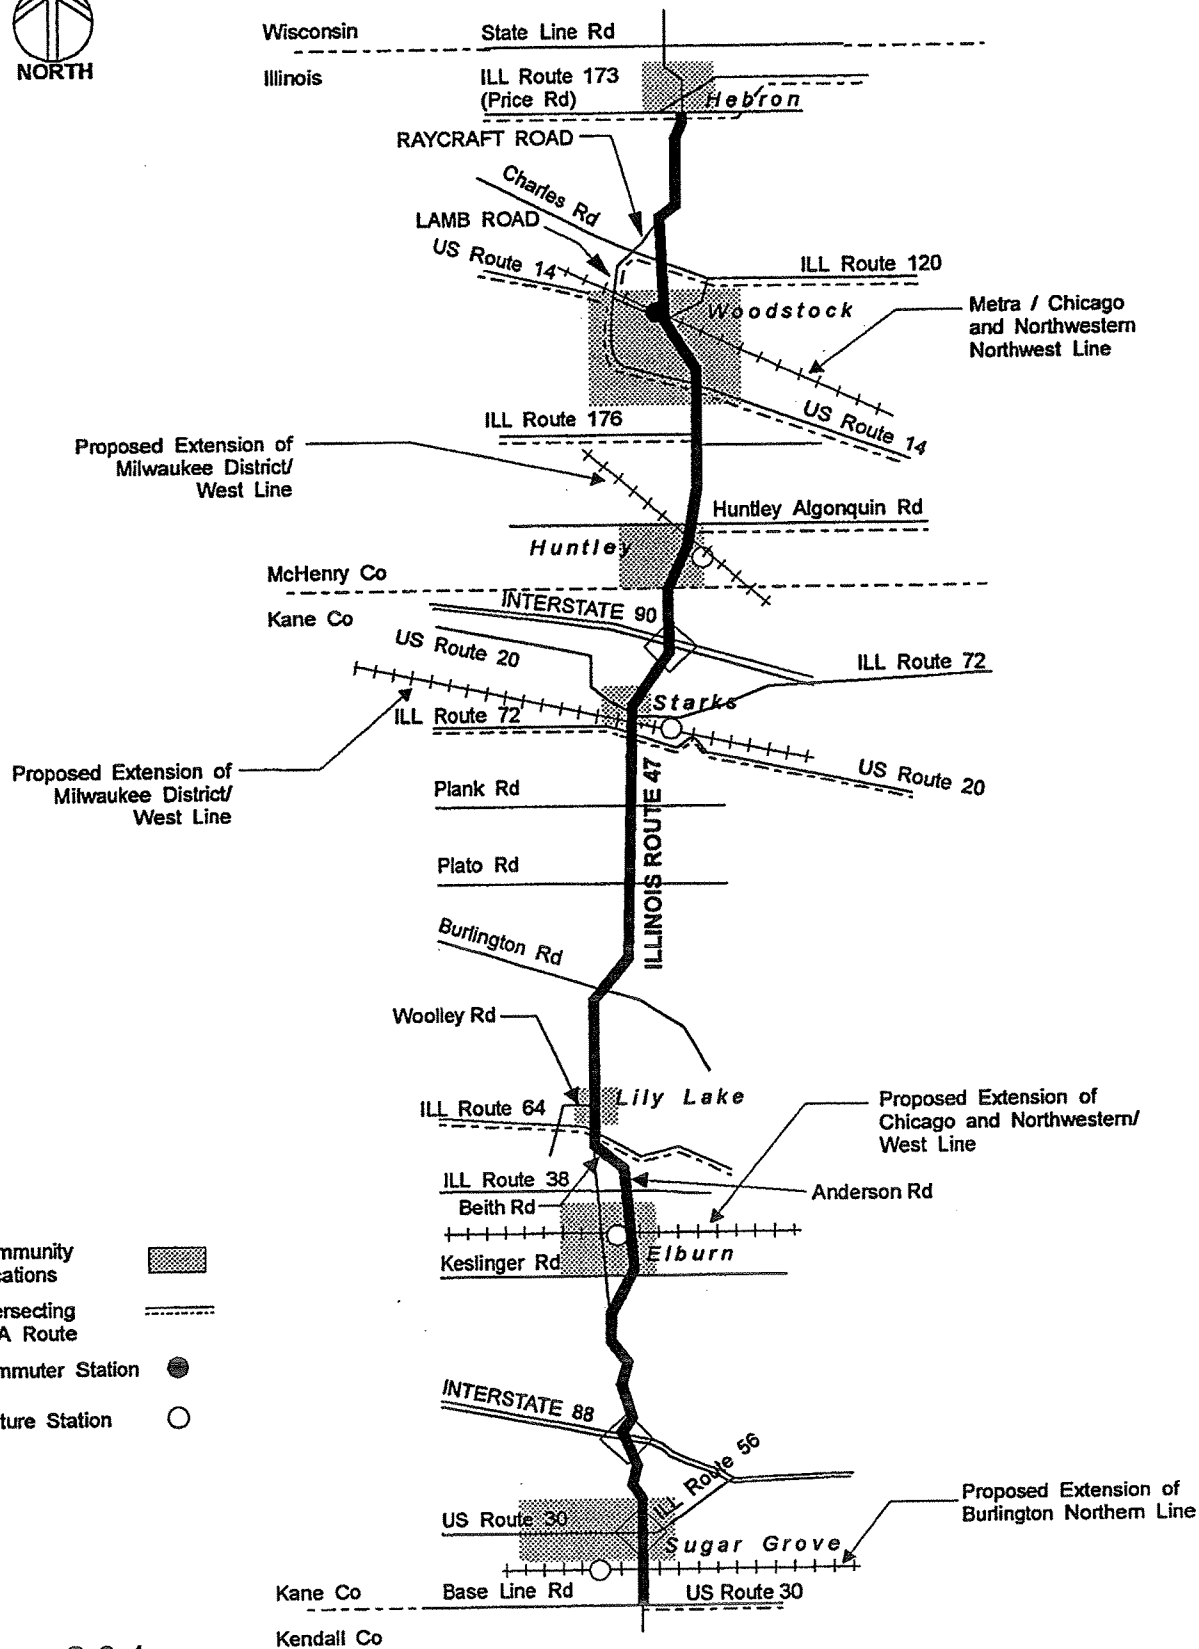 NORTH
Wisconsin
State Line Rd
Illinois
ILL Route 173
(Price Rd)
Hebron
RAYCRAFT ROAD
Charles Rd
LAMB ROAD
US Route 14
ILL Route 120
Woodstock
Metra / Chicago
and Northwestern
Northwest Line
ILL Route 176
US Route 14
Proposed Extension of
Milwaukee District/
West Line
Huntley Algonquin Rd
Huntley
McHenry Co
INTERSTATE 90
Kane Co
US Route 20
ILL Route 72
Starks
ILL Route 72
Proposed Extension of
Milwaukee District/
West Line
US Route 20
Plank Rd
ILLINOIS ROUTE 47
Plato Rd
Burlington Rd
Woolley Rd
Lily Lake
ILL Route 64
Proposed Extension of
Chicago and Northwestern/
West Line
ILL Route 38
Anderson Rd
Beith Rd
Elburn
Keslinger Rd
mmunity
cations
ersecting
A Route
mmuter Station
ture Station
INTERSTATE 88
ILL Route 56
US Route 30
Sugar Grove
Proposed Extension of
Burlington Northern Line
Kane Co
Base Line Rd
US Route 30
Kendall Co